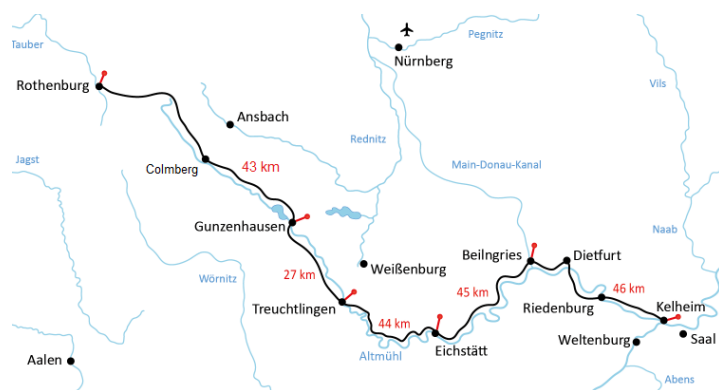 Tauber
Pegnitz
Nürnberg
Rothenburg
Vils
Ansbach
Rednitz
Jagst
Colmberg
43 km
Main-Donau-Kanal
Gunzenhausen
Naab
Beilngries
Dietfurt
Weißenburg
Wörnitz
27 km
45 km
46 km
Treuchtlingen
Riedenburg
Kelheim
44 km
Eichstätt
Weltenburg
Saal
Altmühl
Aalen
Abens